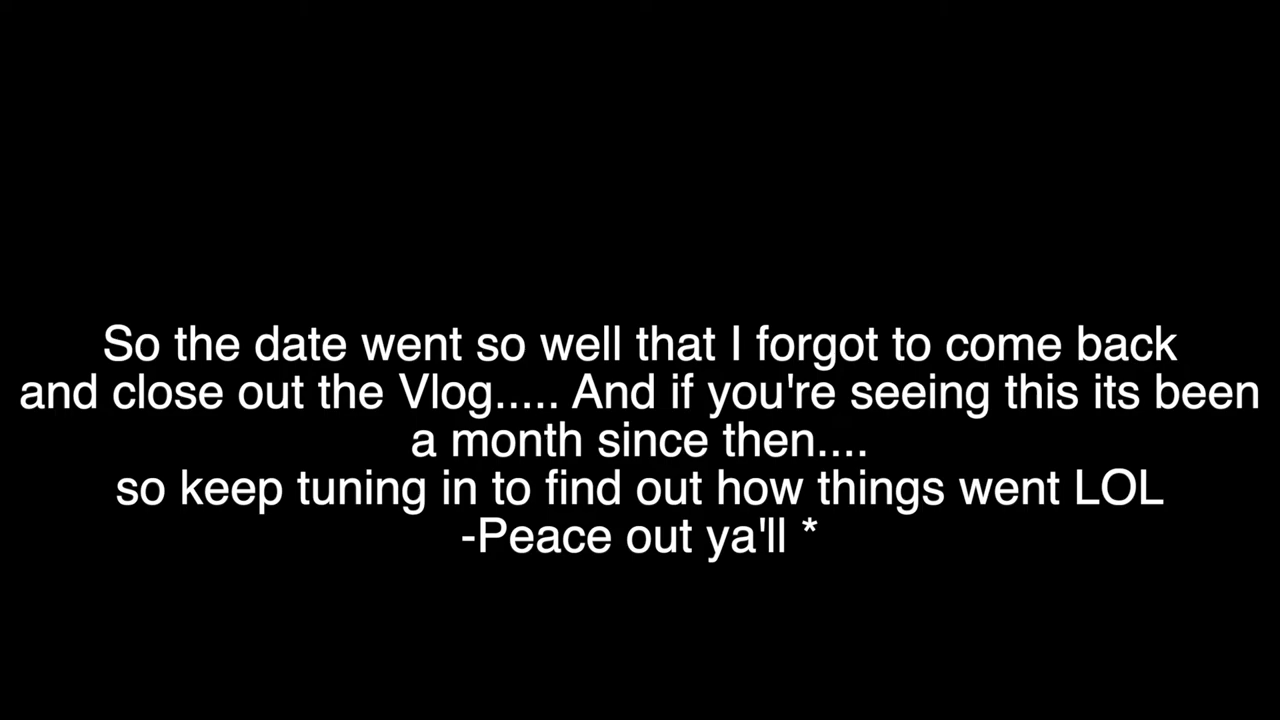 So the date went so well that I forgot to come back
and close out the Vlog..... And if you're seeing this its been
a month since then....
so keep tuning in to find out how things went LOL
-Peace out ya'll *